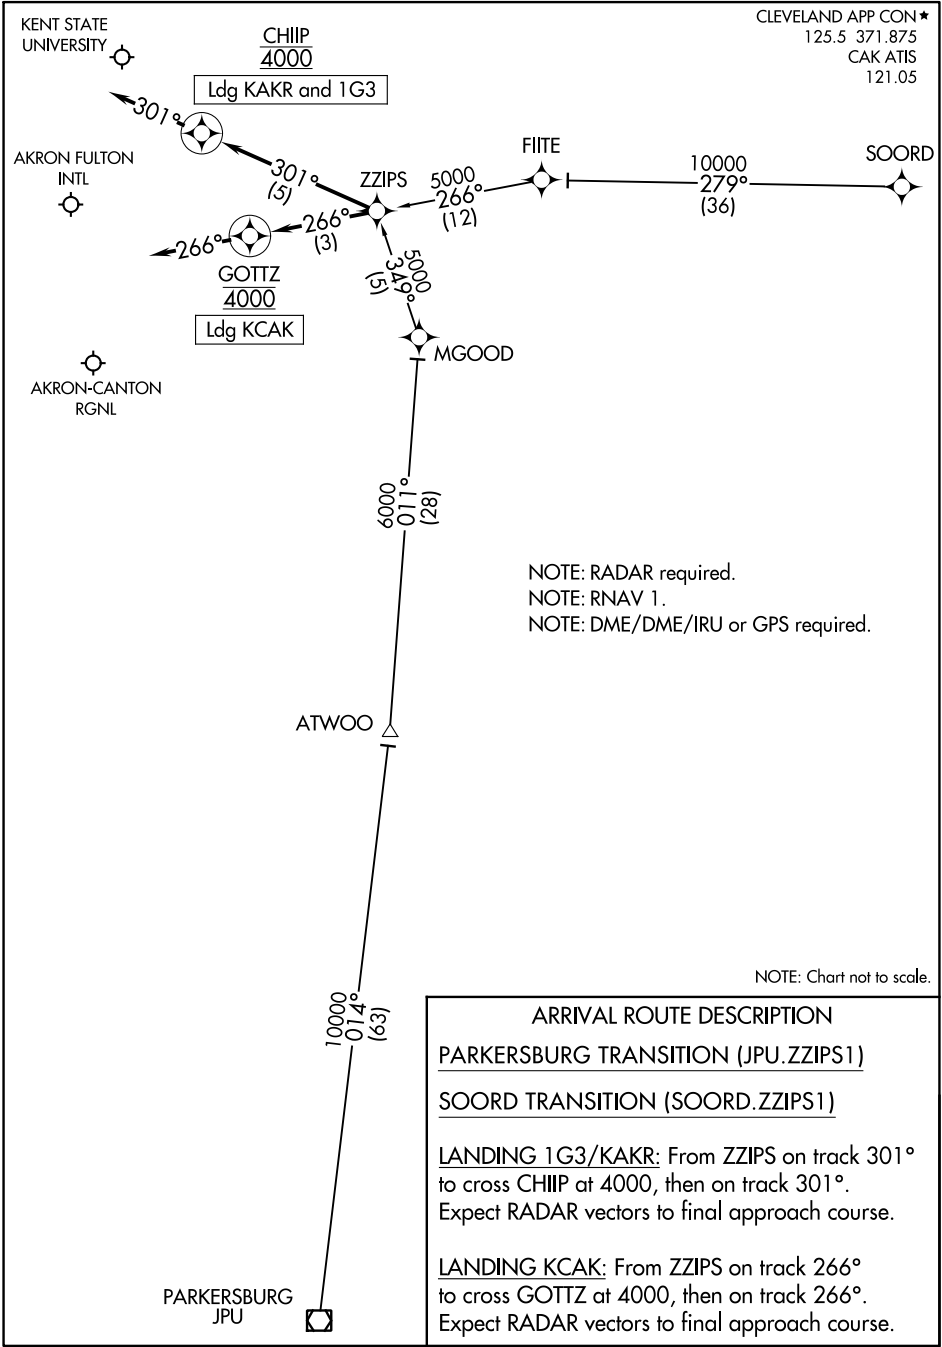 CLEVELAND APP CON★
125.5 371.875
CAK ATIS
121.05
KENT STATE
UNIVERSITY
CHIIP
4000
Ldg KAKR and 1G3
301°
AKRON FULTON
INTL
301°
(5)
ZZIPS
FIITE
5000
266°
(12)
10000
279°
(36)
SOORD
266°
(3)
266°
GOTTZ
4000
Ldg KCAK
5000
349°
(5)
MGOOD
AKRON-CANTON
RGNL
6000
011°
(28)
NOTE: RADAR required.
NOTE: RNAV 1.
NOTE: DME/DME/IRU or GPS required.
ATWOO
10000
014°
(63)
NOTE: Chart not to scale.
PARKERSBURG
JPU
ARRIVAL ROUTE DESCRIPTION
PARKERSBURG TRANSITION (JPU.ZZIPS1)
SOORD TRANSITION (SOORD.ZZIPS1)
LANDING 1G3/KAKR: From ZZIPS on track 301°
to cross CHIIP at 4000, then on track 301°.
Expect RADAR vectors to final approach course.
LANDING KCAK: From ZZIPS on track 266°
to cross GOTTZ at 4000, then on track 266°.
Expect RADAR vectors to final approach course.